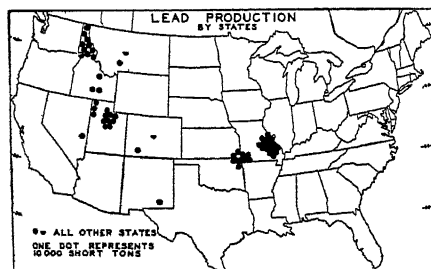 LEAD PRODUCTION
BY STATES
ALL OTHER STATES
ONE DOT REPRESENTS
10000 SHORT TONS